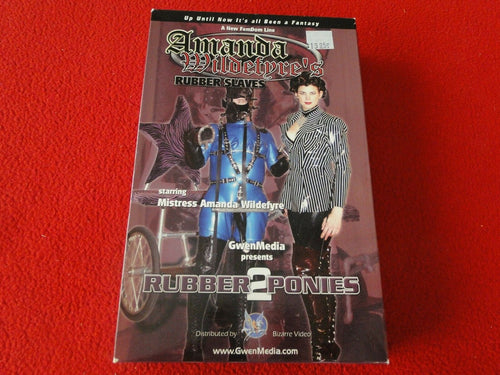 Up Until Now It's all Been a Fantasy
A New FemDom Line
Amanda
Wildefyre's
RUBBER SLAVES
starring
Mistress Amanda Wildefyre
GwenMedia
presents
RUBBER 2 PONIES
Distributed by Bizarre Video
www.GwenMedia.com